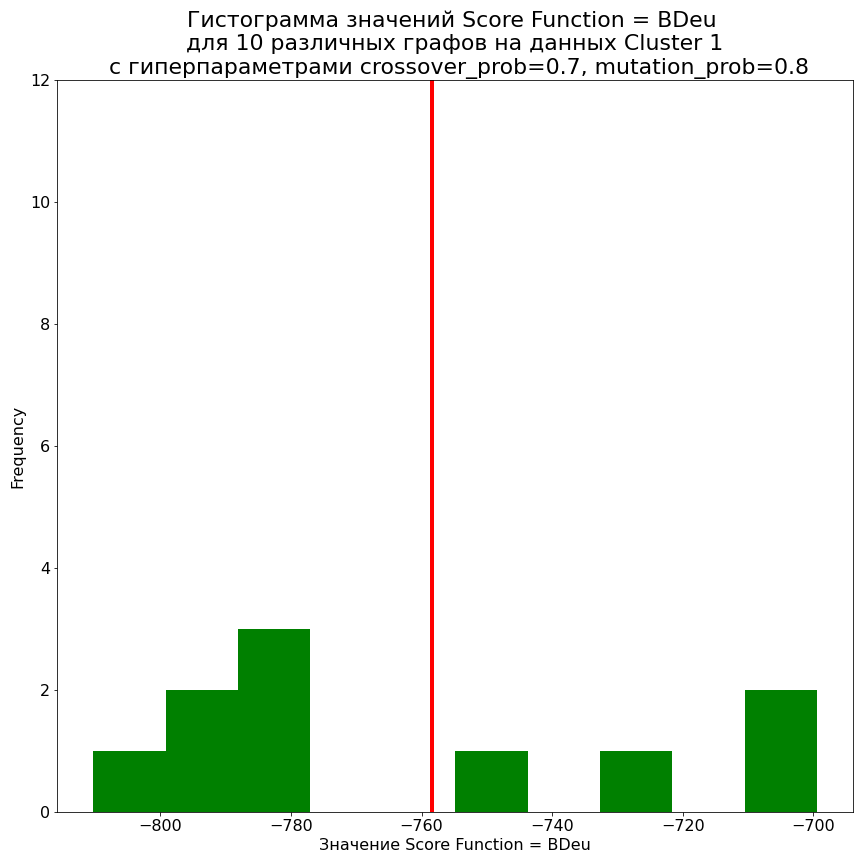 Гистограмма значений Score Function = BDeu
для 10 различных графов на данных Cluster 1
с гиперпараметрами crossover_prob=0.7, mutation_prob=0.8
12
10
8
6
4
2
0
Frequency
−800 −780 −760 −740 −720 −700
Значение Score Function = BDeu